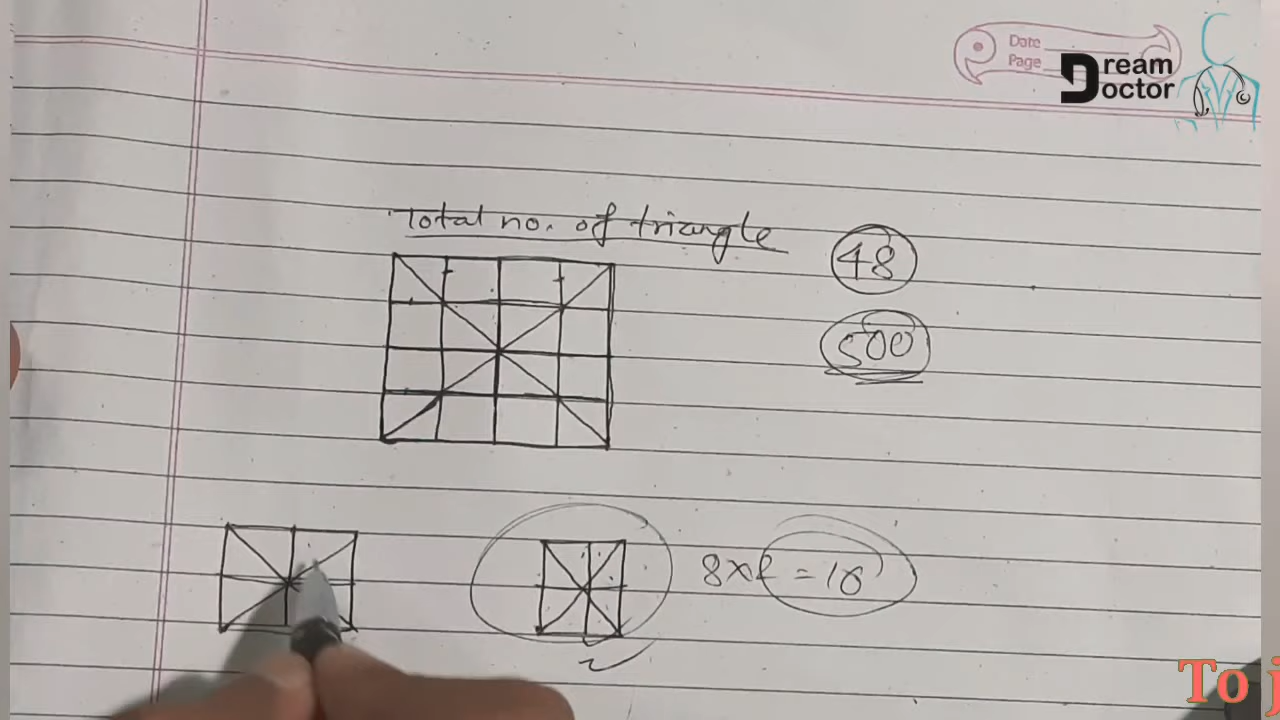 Date
Page
Dream
Doctor
Total no. of triangle
48
500
8x2 = 16
To j